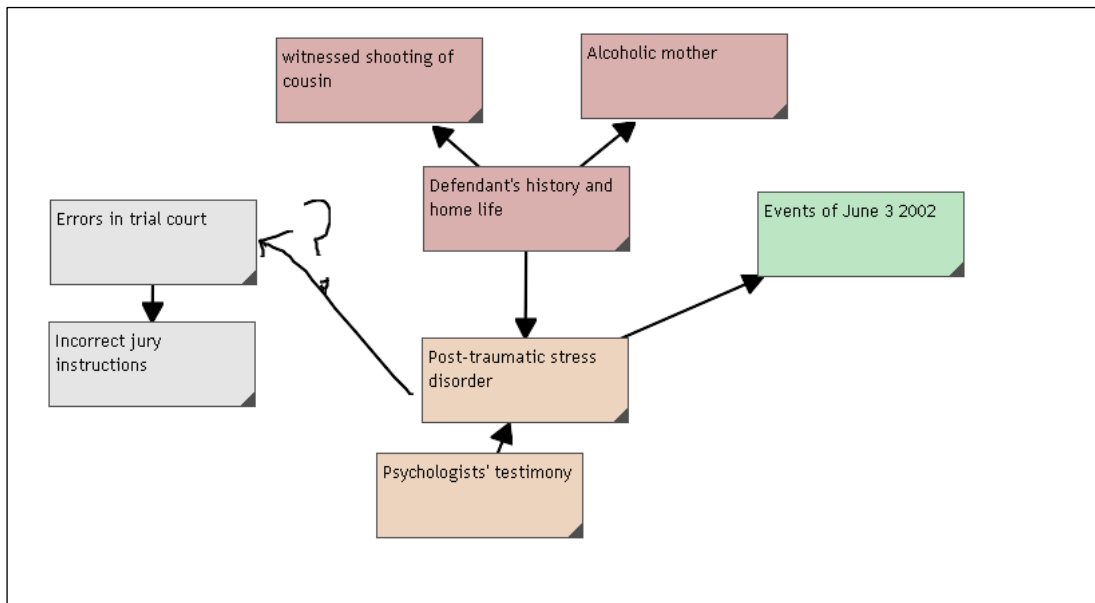 witnessed shooting of
cousin
Alcoholic mother
Defendant's history and
home life
Errors in trial court
?
Events of June 3 2002
Incorrect jury
instructions
Post-traumatic stress
disorder
Psychologists' testimony